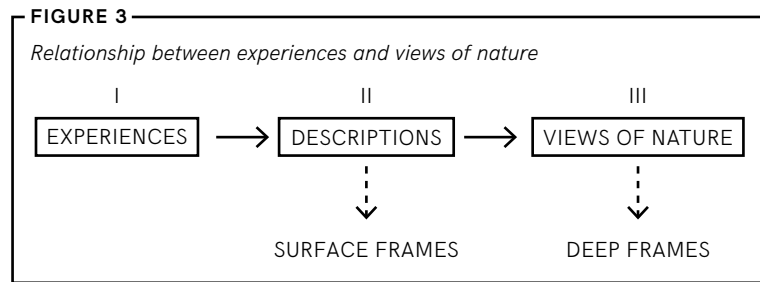 FIGURE 3
Relationship between experiences and views of nature
I II III
EXPERIENCES DESCRIPTIONS VIEWS OF NATURE
SURFACE FRAMES DEEP FRAMES